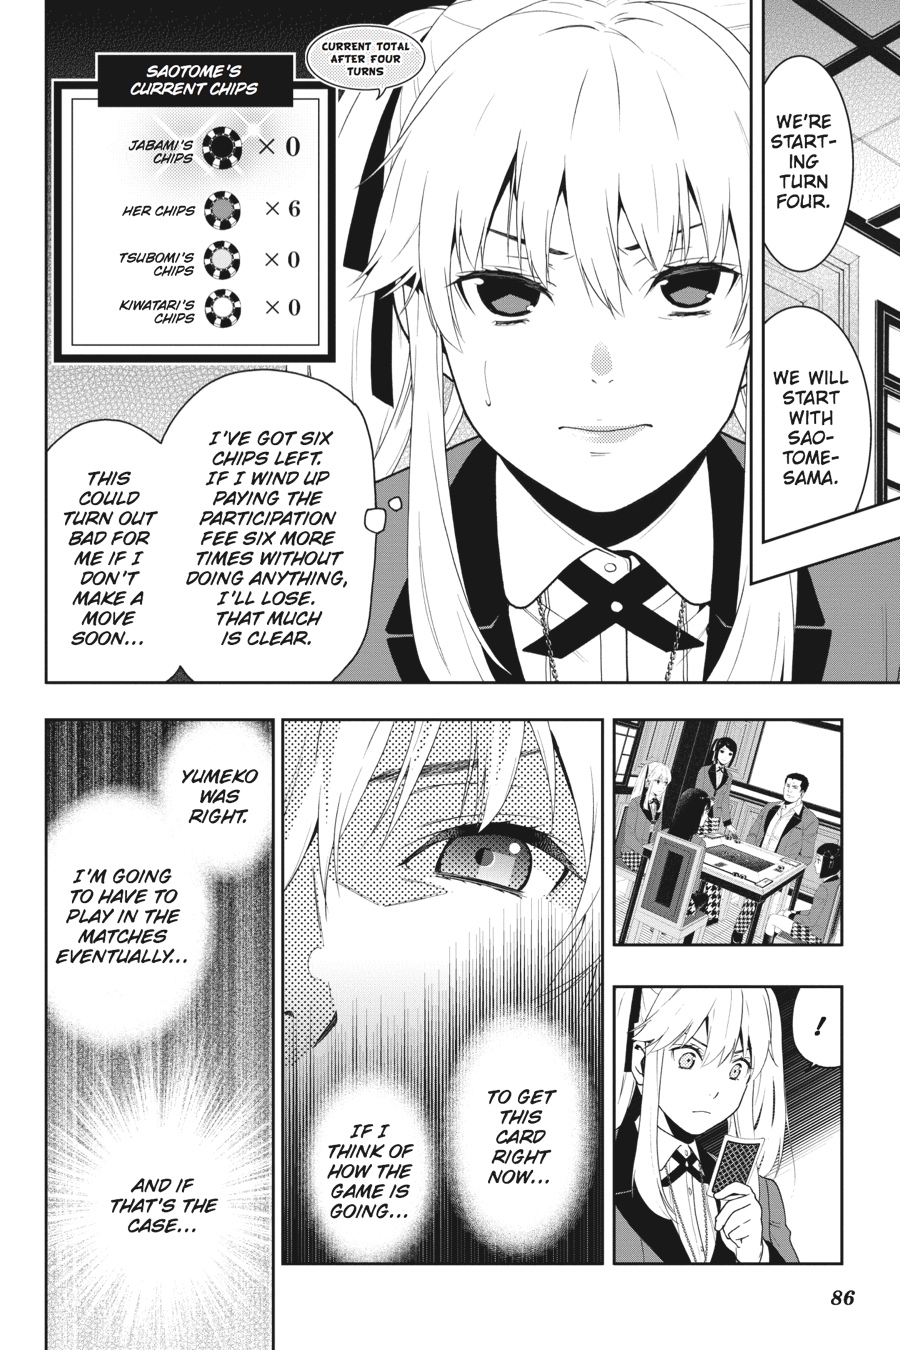 WE'RE
START-
ING
TURN
FOUR.
WE WILL
START
WITH
SAO-
TOME-
SAMA.
CURRENT TOTAL
AFTER FOUR
TURNS
SAOTOME'S
CURRENT CHIPS
JABAMI'S
CHIPS
× 0
HER CHIPS × 6
TSUBOMI'S
CHIPS
× 0
KIWATARI'S
CHIPS
× 0
I'VE GOT SIX
CHIPS LEFT.
IF I WIND UP
PAYING THE
PARTICIPATION
FEE SIX MORE
TIMES WITHOUT
DOING ANYTHING,
I'LL LOSE.
THAT MUCH
IS CLEAR.
THIS
COULD
TURN OUT
BAD FOR
ME IF I
DON'T
MAKE A
MOVE
SOON...
!
TO GET
THIS
CARD
RIGHT
NOW...
IF I
THINK OF
HOW THE
GAME IS
GOING...
YUMEKO
WAS
RIGHT.
I'M GOING
TO HAVE TO
PLAY IN THE
MATCHES
EVENTUALLY...
AND IF
THAT'S THE
CASE...
86